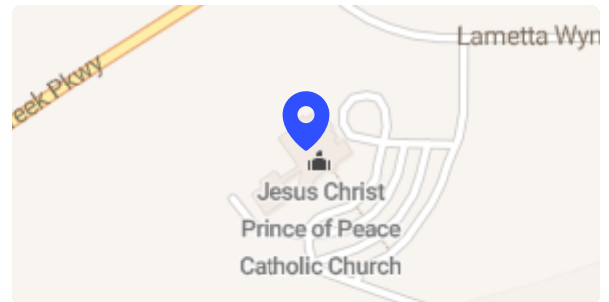 Lametta Wyn
eek Pkwy
Jesus Christ
Prince of Peace
Catholic Church